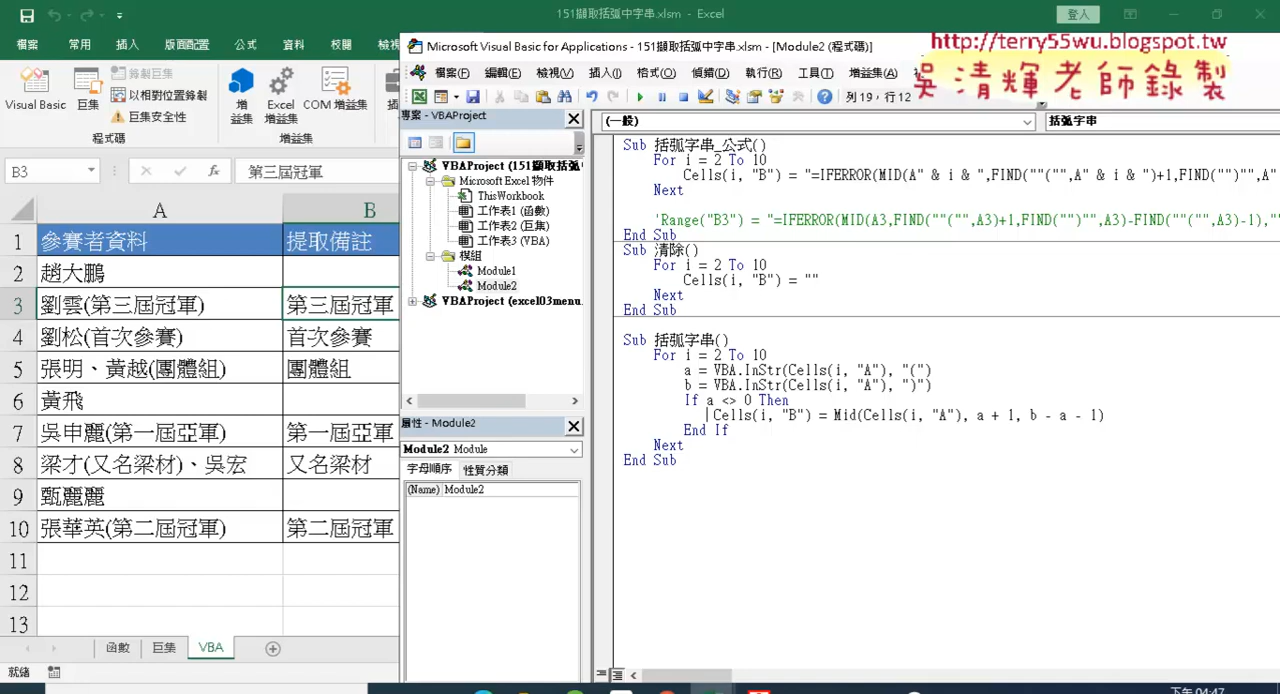 151擷取括弧中字串.xlsm - Excel
登入
檔案 常用 插入 版面配置 公式 資料 校閱 檢視
Visual Basic 巨集 錄製巨集
以相對位置錄製
巨集安全性
程式碼
增益集 Excel 增益集 COM 增益集
增益集
B3 第三屆冠軍
A B
1 參賽者資料 提取備註
2 趙大鵬
3 劉雲(第三屆冠軍) 第三屆冠軍
4 劉松(首次參賽) 首次參賽
5 張明、黃越(團體組) 團體組
6 黃飛
7 吳申麗(第一屆亞軍) 第一屆亞軍
8 梁才(又名梁材)、吳宏 又名梁材
9 甄麗麗
10 張華英(第二屆冠軍) 第二屆冠軍
11
12
13
函數 巨集 VBA
就緒
Microsoft Visual Basic for Applications - 151擷取括弧中字串.xlsm - [Module2 (程式碼)]
http://terry55wu.blogspot.tw
吳清輝老師錄製
檔案(F) 編輯(E) 檢視(V) 插入(I) 格式(O) 偵錯(D) 執行(R) 工具(T) 增益集(A)
列 19，行 12
專案 - VBAProject
VBAProject (151擷取括弧
Microsoft Excel 物件
ThisWorkbook
工作表1 (函數)
工作表2 (巨集)
工作表3 (VBA)
模組
Module1
Module2
VBAProject (excel03menu.
屬性 - Module2
Module2 Module
字母順序 性質分類
(Name) Module2
(一般) 括弧字串
Sub 括弧字串_公式()
For i = 2 To 10
Cells(i, "B") = "=IFERROR(MID(A" & i & ",FIND(""("",A" & i & ")+1,FIND("")"",A"
Next
'Range("B3") = "=IFERROR(MID(A3,FIND(""("",A3)+1,FIND("")"",A3)-FIND(""("",A3)-1),""
End Sub
Sub 清除()
For i = 2 To 10
Cells(i, "B") = ""
Next
End Sub
Sub 括弧字串()
For i = 2 To 10
a = VBA.InStr(Cells(i, "A"), "(")
b = VBA.InStr(Cells(i, "A"), ")")
If a <> 0 Then
Cells(i, "B") = Mid(Cells(i, "A"), a + 1, b - a - 1)
End If
Next
End Sub
下午 04:47